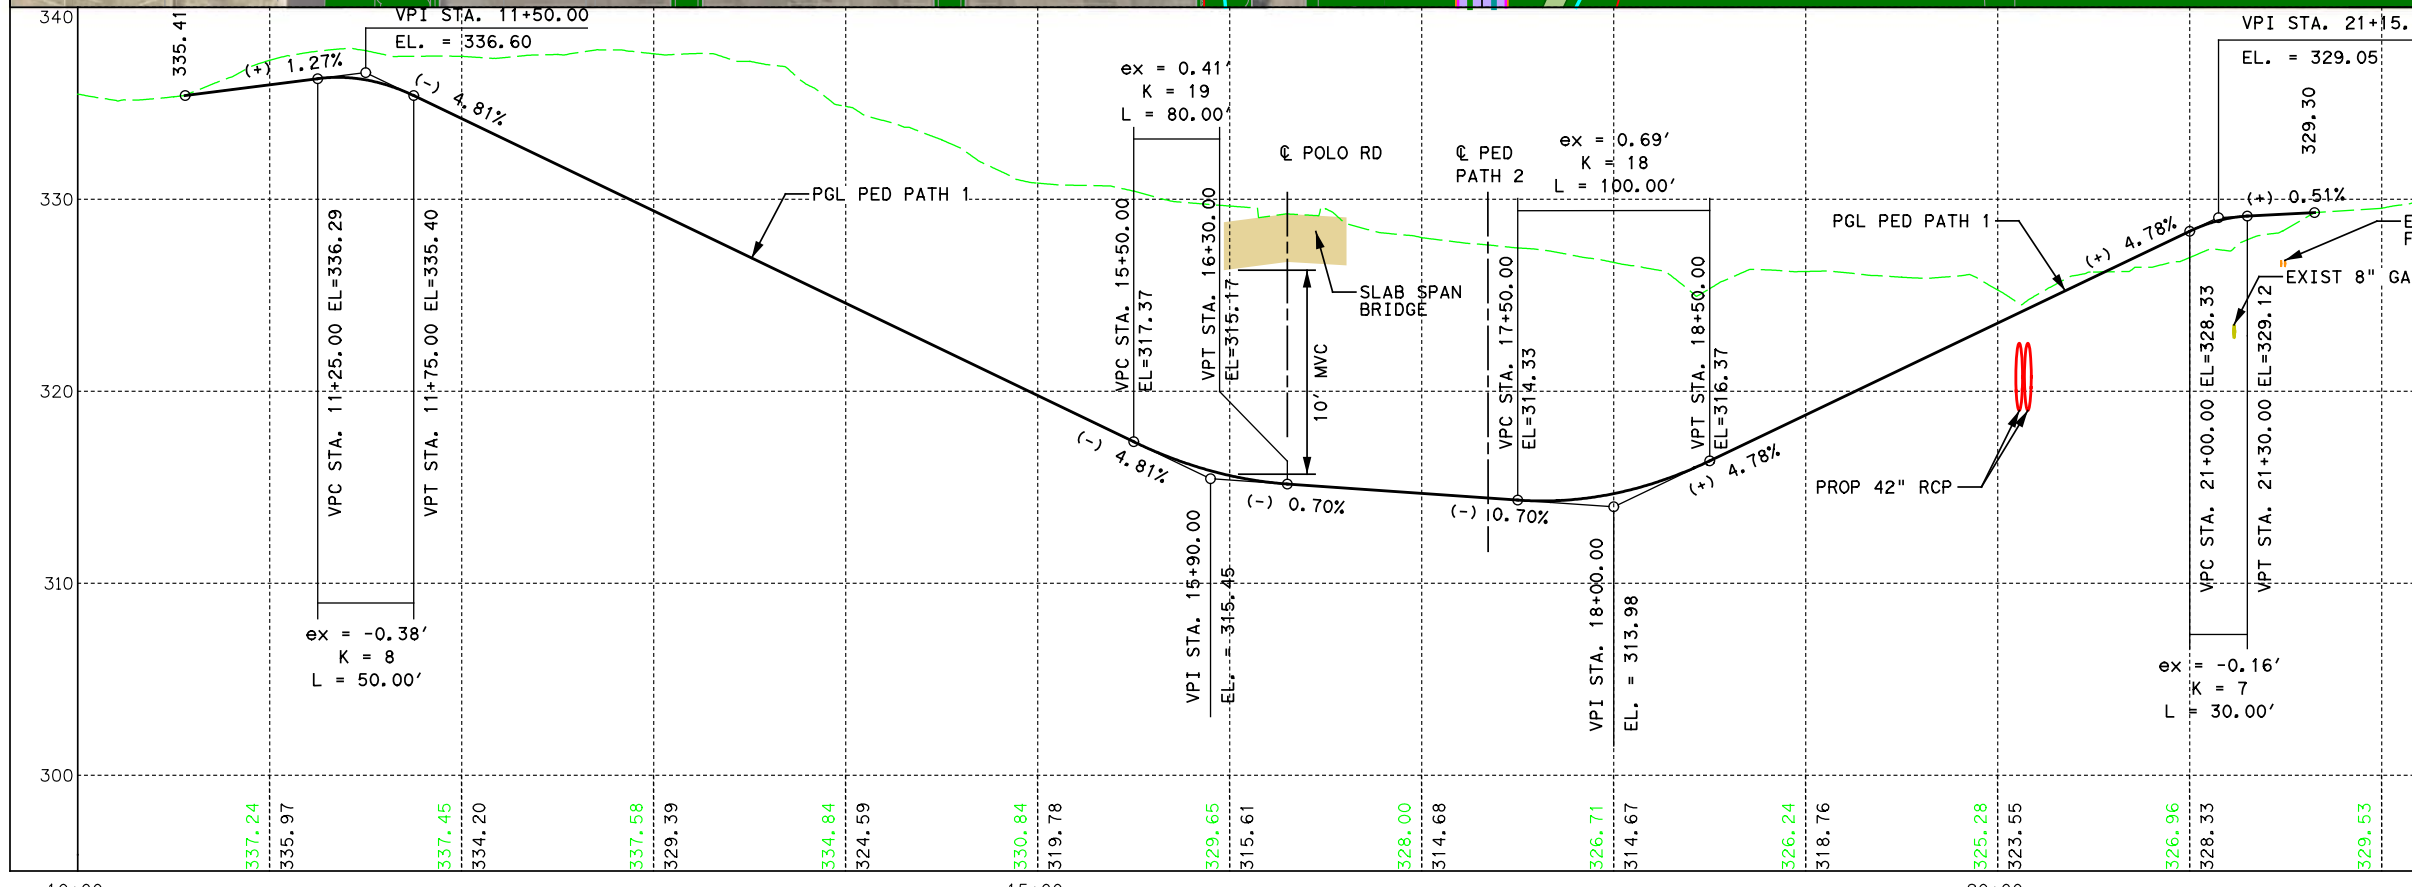 340
330
320
310
300
335.41
(+) 1.27%
VPI STA. 11+50.00
EL. = 336.60
(-) 4.81%
VPC STA. 11+25.00 EL=336.29
VPT STA. 11+75.00 EL=335.40
ex = -0.38'
K = 8
L = 50.00'
PGL PED PATH 1
ex = 0.41'
K = 19
L = 80.00'
VPC STA. 15+50.00
EL=317.37
VPT STA. 16+30.00
EL=315.17
(-) 4.81%
VPI STA. 15+90.00
EL. = 315.45
(-) 0.70%
℄ POLO RD
SLAB SPAN
BRIDGE
10' MVC
℄ PED
PATH 2
(-) 0.70%
ex = 0.69'
K = 18
L = 100.00'
VPC STA. 17+50.00
EL=314.33
VPT STA. 18+50.00
EL=316.37
VPI STA. 18+00.00
EL. = 313.98
(+) 4.78%
PGL PED PATH 1
PROP 42" RCP
(+) 4.78%
VPI STA. 21+15.
EL. = 329.05
329.30
(+) 0.51%
EXIST 8" GA
VPC STA. 21+00.00 EL=328.33
VPT STA. 21+30.00 EL=329.12
ex = -0.16'
K = 7
L = 30.00'
337.24
335.97
337.45
334.20
337.58
329.39
334.84
324.59
330.84
319.78
329.65
315.61
328.00
314.68
326.71
314.67
326.24
318.76
325.28
323.55
326.96
328.33
329.53